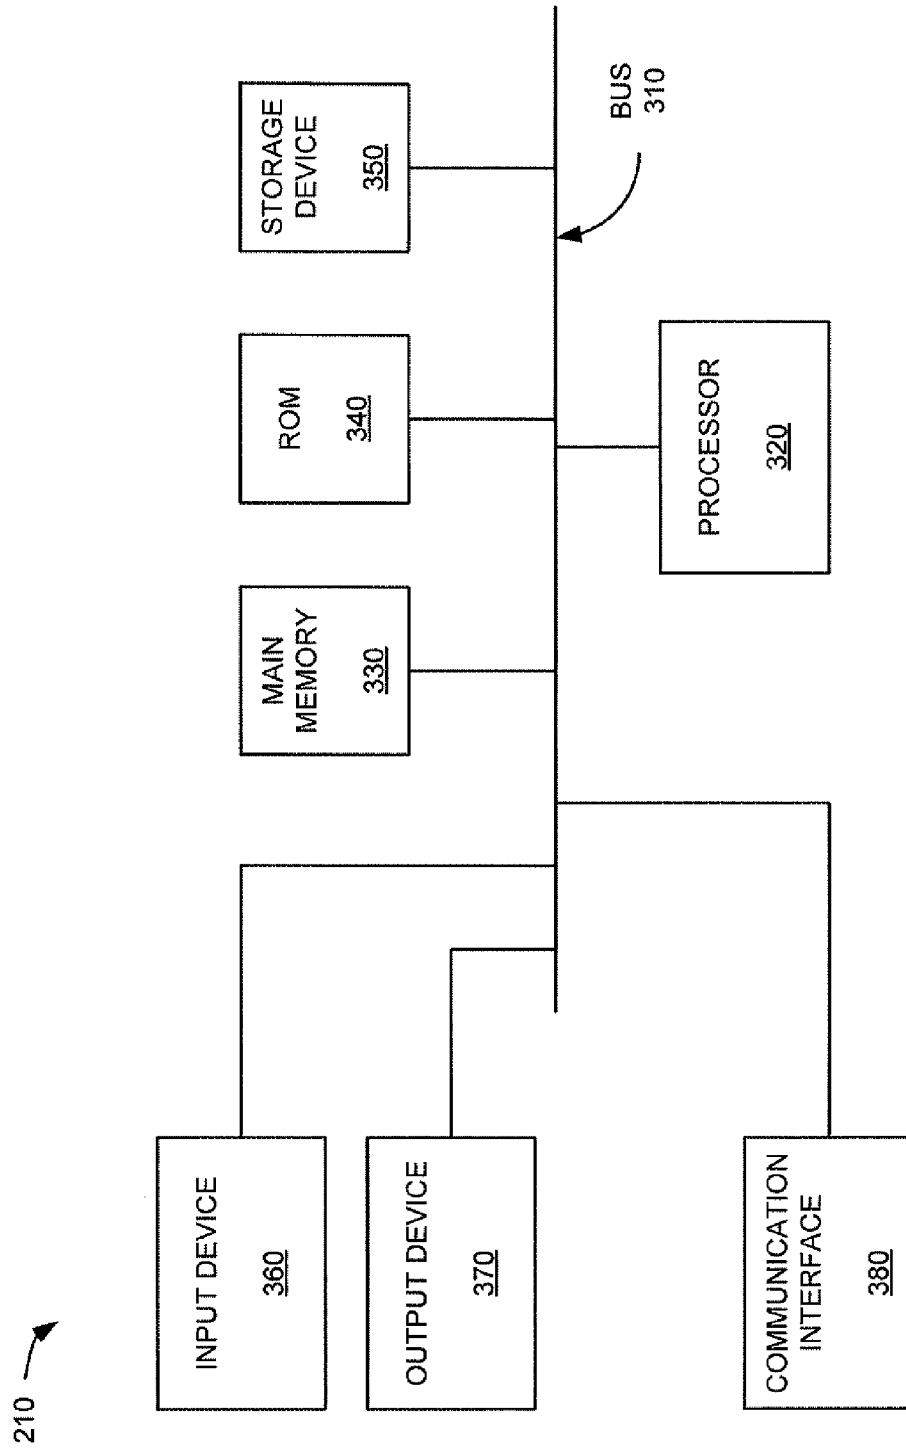 210
INPUT DEVICE
360
OUTPUT DEVICE
370
COMMUNICATION
INTERFACE
380
MAIN
MEMORY
330
ROM
340
STORAGE
DEVICE
350
PROCESSOR
320
BUS
310